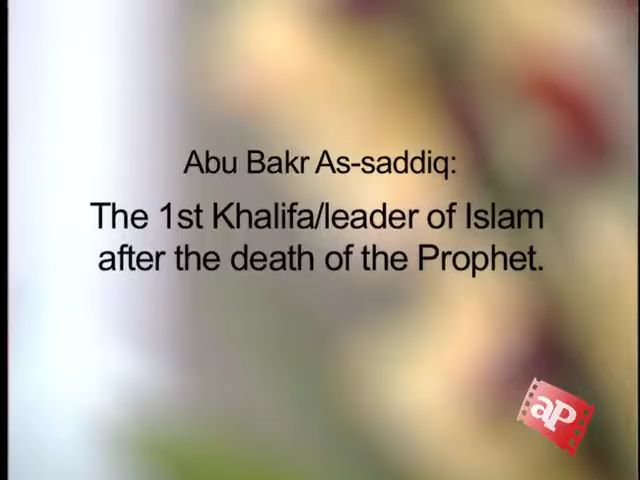 Abu Bakr As-saddiq:
The 1st Khalifa/leader of Islam
after the death of the Prophet.
ap